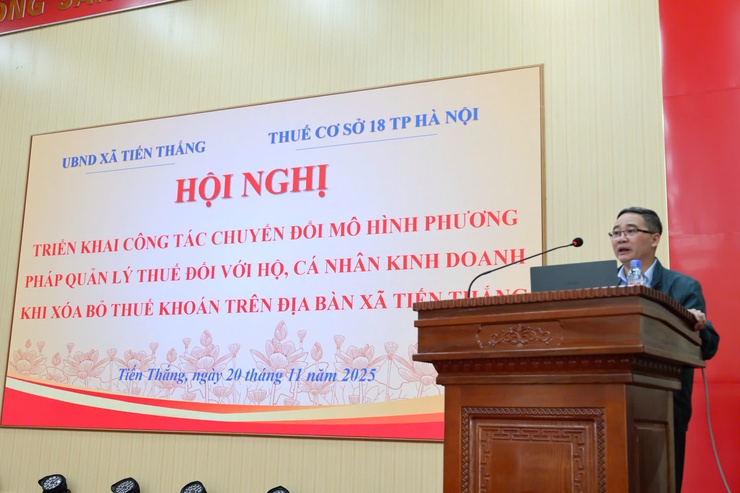 UBND XÃ TIẾN THẮNG
THUẾ CƠ SỞ 18 TP HÀ NỘI
HỘI NGHỊ
TRIỂN KHAI CÔNG TÁC CHUYỂN ĐỔI MÔ HÌNH PHƯƠNG
PHÁP QUẢN LÝ THUẾ ĐỐI VỚI HỘ, CÁ NHÂN KINH DOANH
KHI XÓA BỎ THUẾ KHOÁN TRÊN ĐỊA BÀN XÃ TIẾN THẮNG
Tiến Thắng, ngày 20 tháng 11 năm 2025